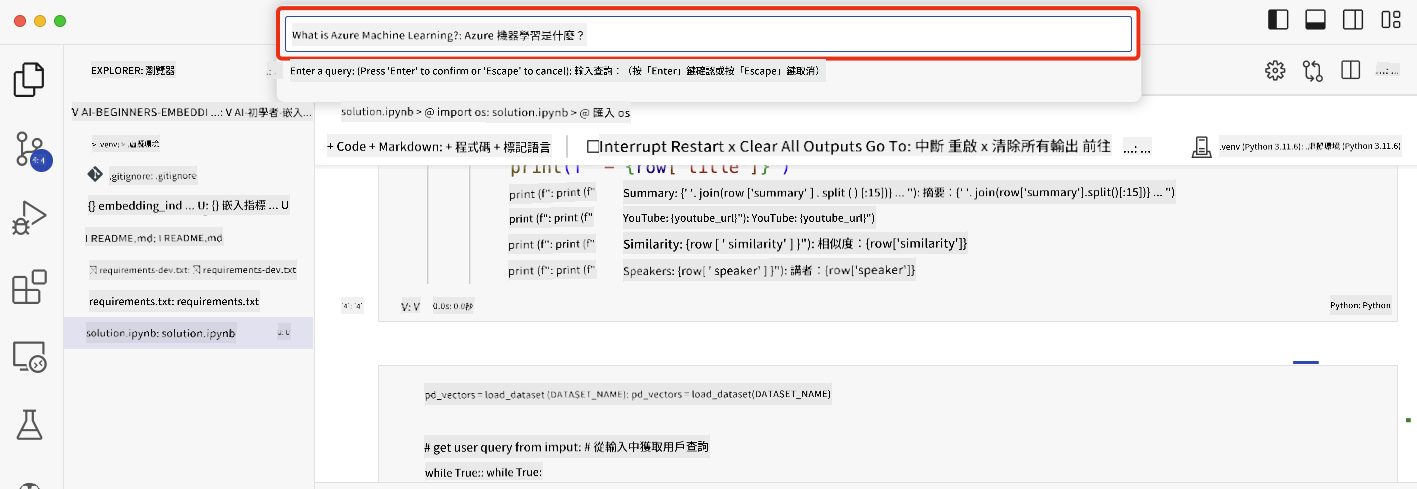 What is Azure Machine Learning?: Azure 機器學習是什麼？
Enter a query: (Press 'Enter' to confirm or 'Escape' to cancel): 輸入查詢：（按「Enter」鍵確認或按「Escape」鍵取消）
EXPLORER: 瀏覽器
...: ...
V AI-BEGINNERS-EMBEDDI ...: V AI-初學者-嵌入...
> .venv: > .虛擬環境
.gitignore: .gitignore
{} embedding_ind ... U: {} 嵌入指標 ... U
I README.md: I README.md
requirements-dev.txt: requirements-dev.txt
requirements.txt: requirements.txt
solution.ipynb: solution.ipynb
U: U
4: 4
solution.ipynb > @ import os: solution.ipynb > @ 匯入 os
+ Code + Markdown: + 程式碼 + 標記語言
Interrupt Restart x Clear All Outputs Go To: 中斷 重啟 x 清除所有輸出 前往
...: ...
.venv (Python 3.11.6): .虛擬環境 (Python 3.11.6)
print(f" = {row[ title ]}")
print (f": print (f" Summary: {' '. join(row ['summary' ] . split ( ) [:15])} ... "): 摘要：{' '. join(row['summary'].split()[:15])} ... ")
print (f": print (f" YouTube: {youtube_url}"): YouTube: {youtube_url}")
print (f": print (f" Similarity: {row [ ' similarity' ] }"): 相似度：{row['similarity']}
print (f": print (f" Speakers: {row[ ' speaker' ] }"): 講者：{row['speaker']}
'4': '4'
V: V
0.0s: 0.0秒
Python: Python
pd_vectors = load_dataset (DATASET_NAME): pd_vectors = load_dataset(DATASET_NAME)
# get user query from imput: # 從輸入中獲取用戶查詢
while True:: while True: